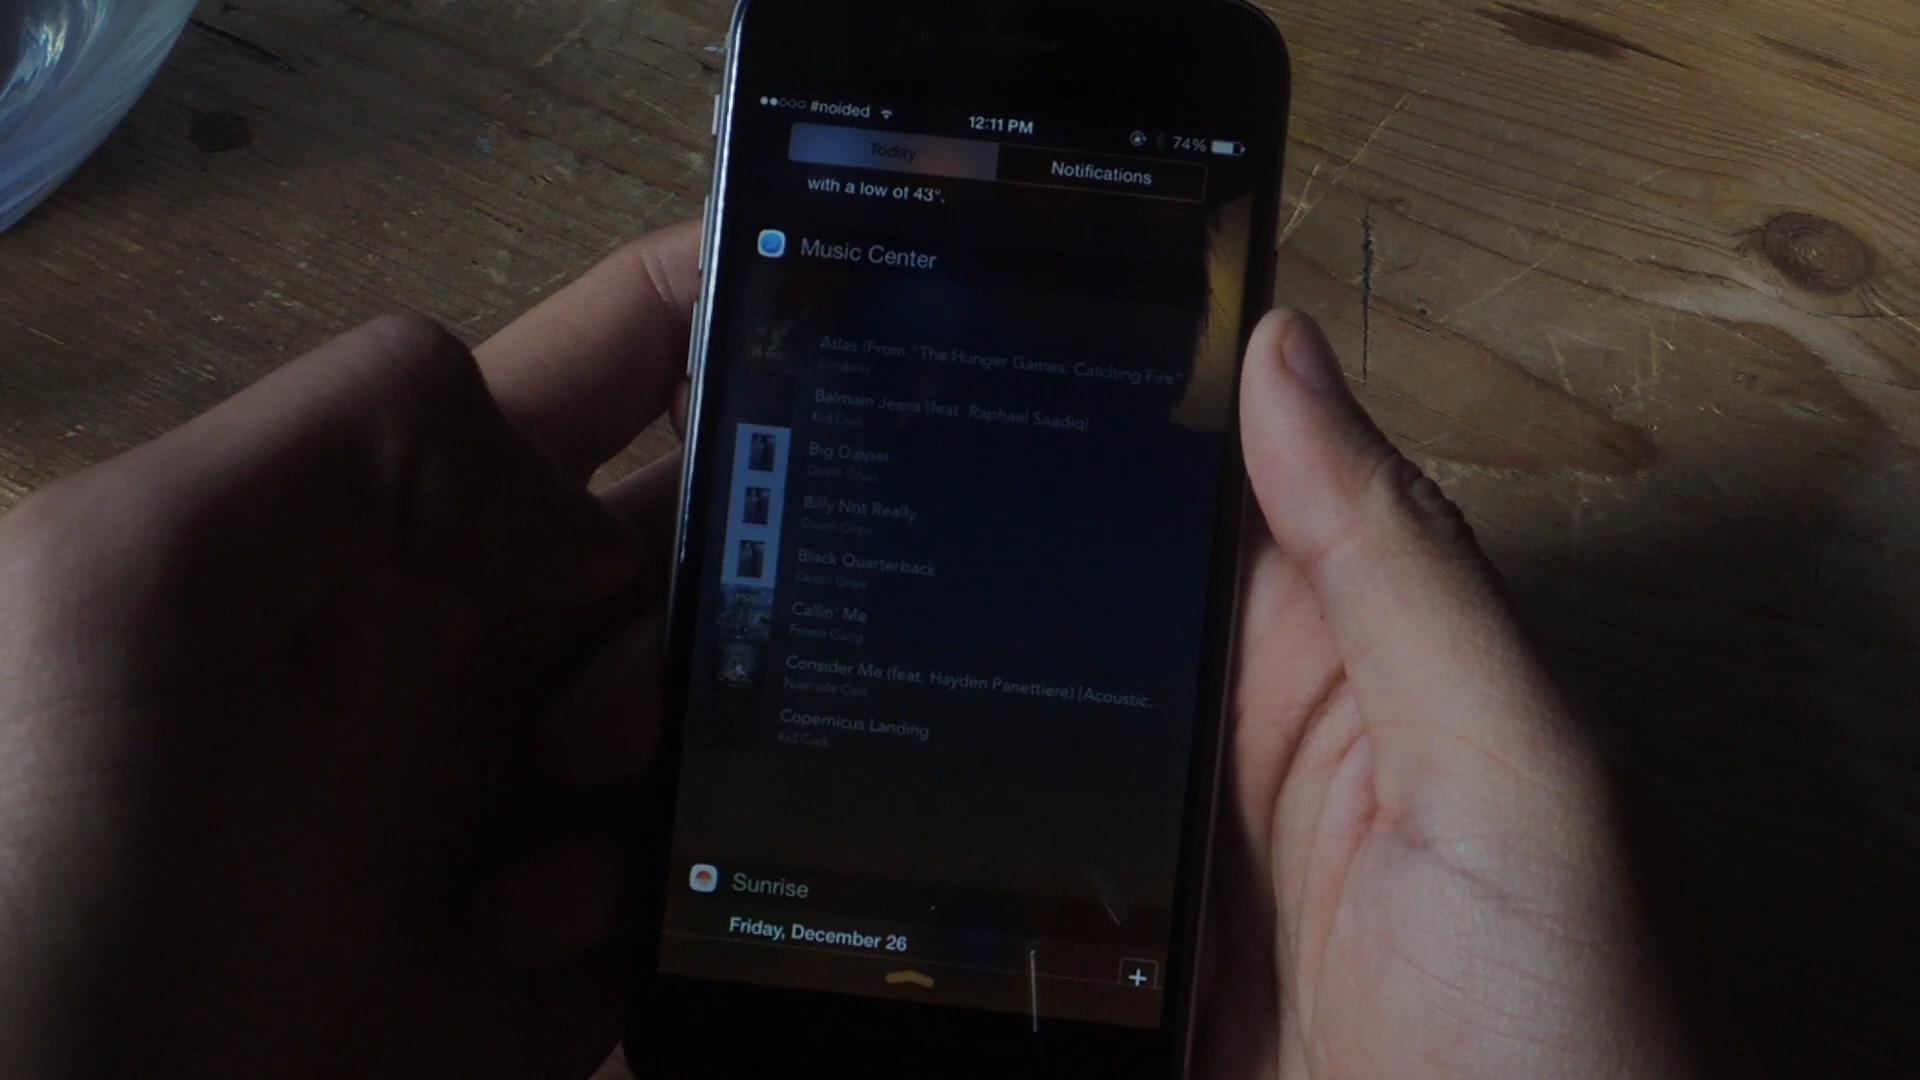 #noided 12:11 PM 74%
Today Notifications
with a low of 43°.
Music Center
Atlas (From "The Hunger Games: Catching Fire"
Coldplay
Balmain Jeans (feat. Raphael Saadiq)
Kid Cudi
Big Dipper
Death Grips
Billy Not Really
Death Grips
Black Quarterback
Death Grips
Callin' Me
Finess Gang
Consider Me (feat. Hayden Panettiere) [Acoustic...
Nashville Cast
Copernicus Landing
Kid Cudi
Sunrise
Friday, December 26
+